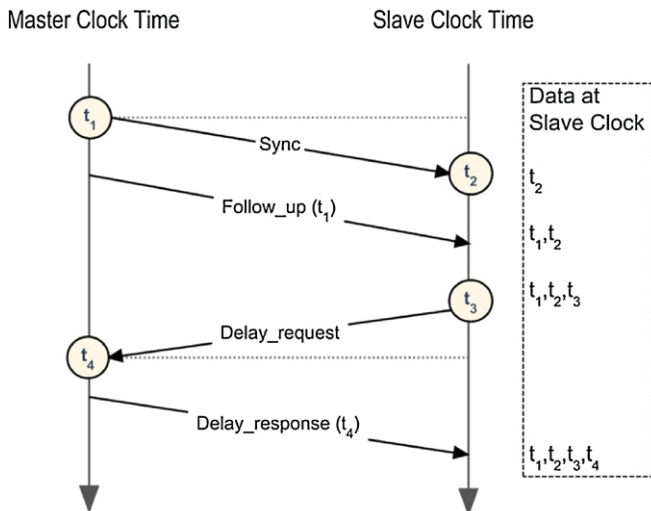 Master Clock Time
Slave Clock Time
Data at
Slave Clock
t₁
Sync
t₂
t₂
Follow_up (t₁)
t₁,t₂
t₃
t₁,t₂,t₃
Delay_request
t₄
Delay_response (t₄)
t₁,t₂,t₃,t₄